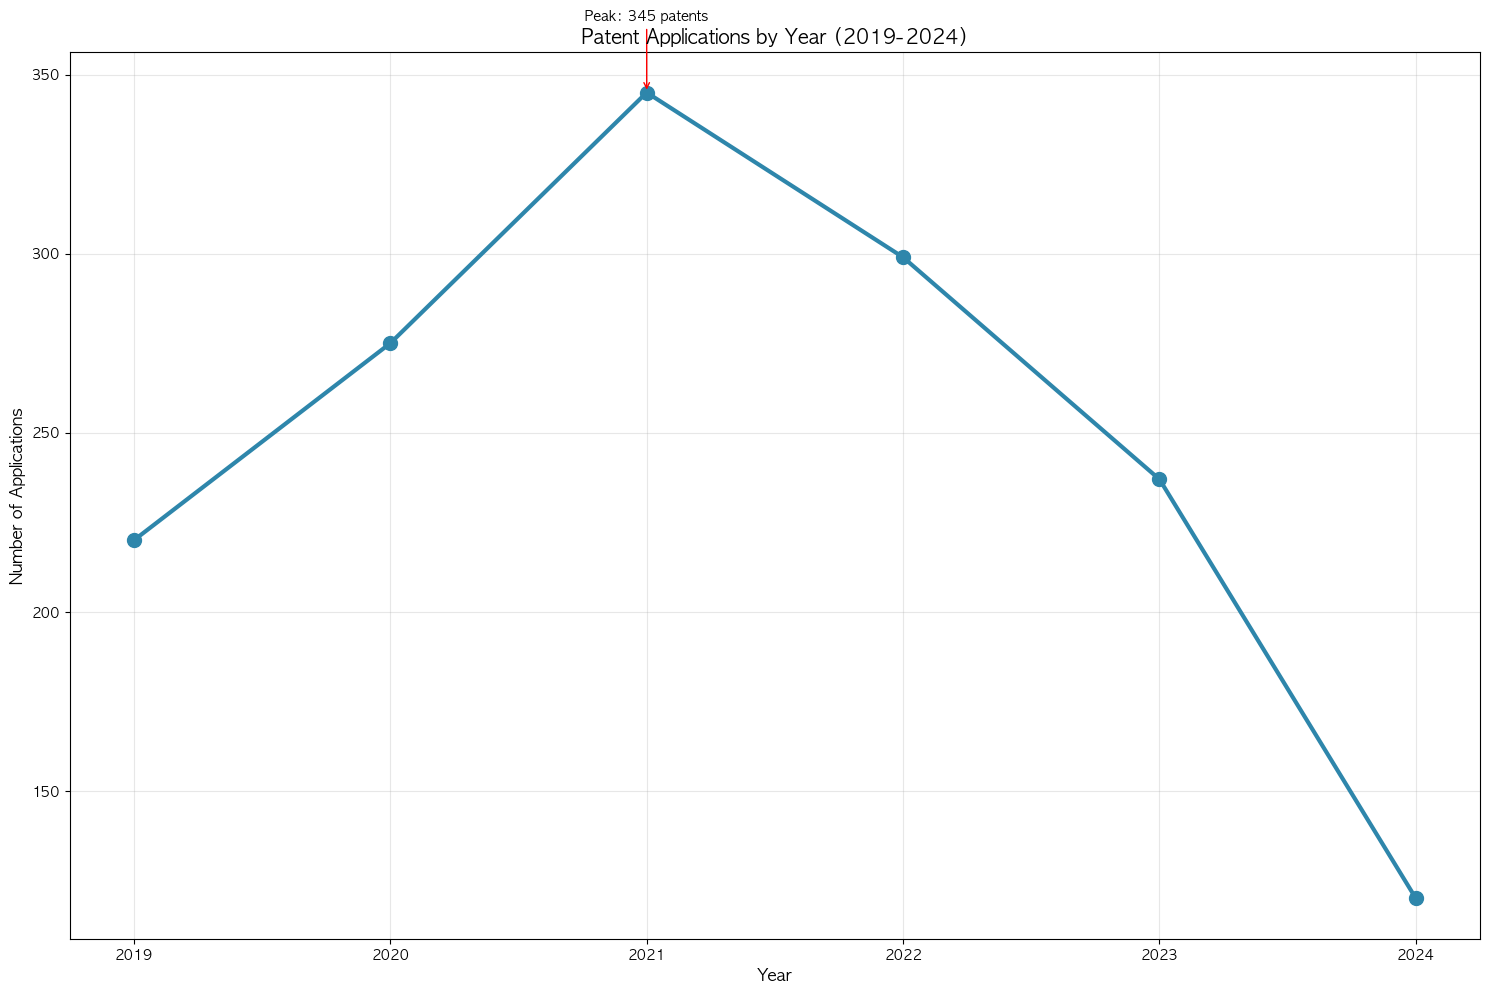 Peak: 345 patents
Patent Applications by Year (2019-2024)
350
300
250
200
150
Number of Applications
2019
2020
2021
2022
2023
2024
Year